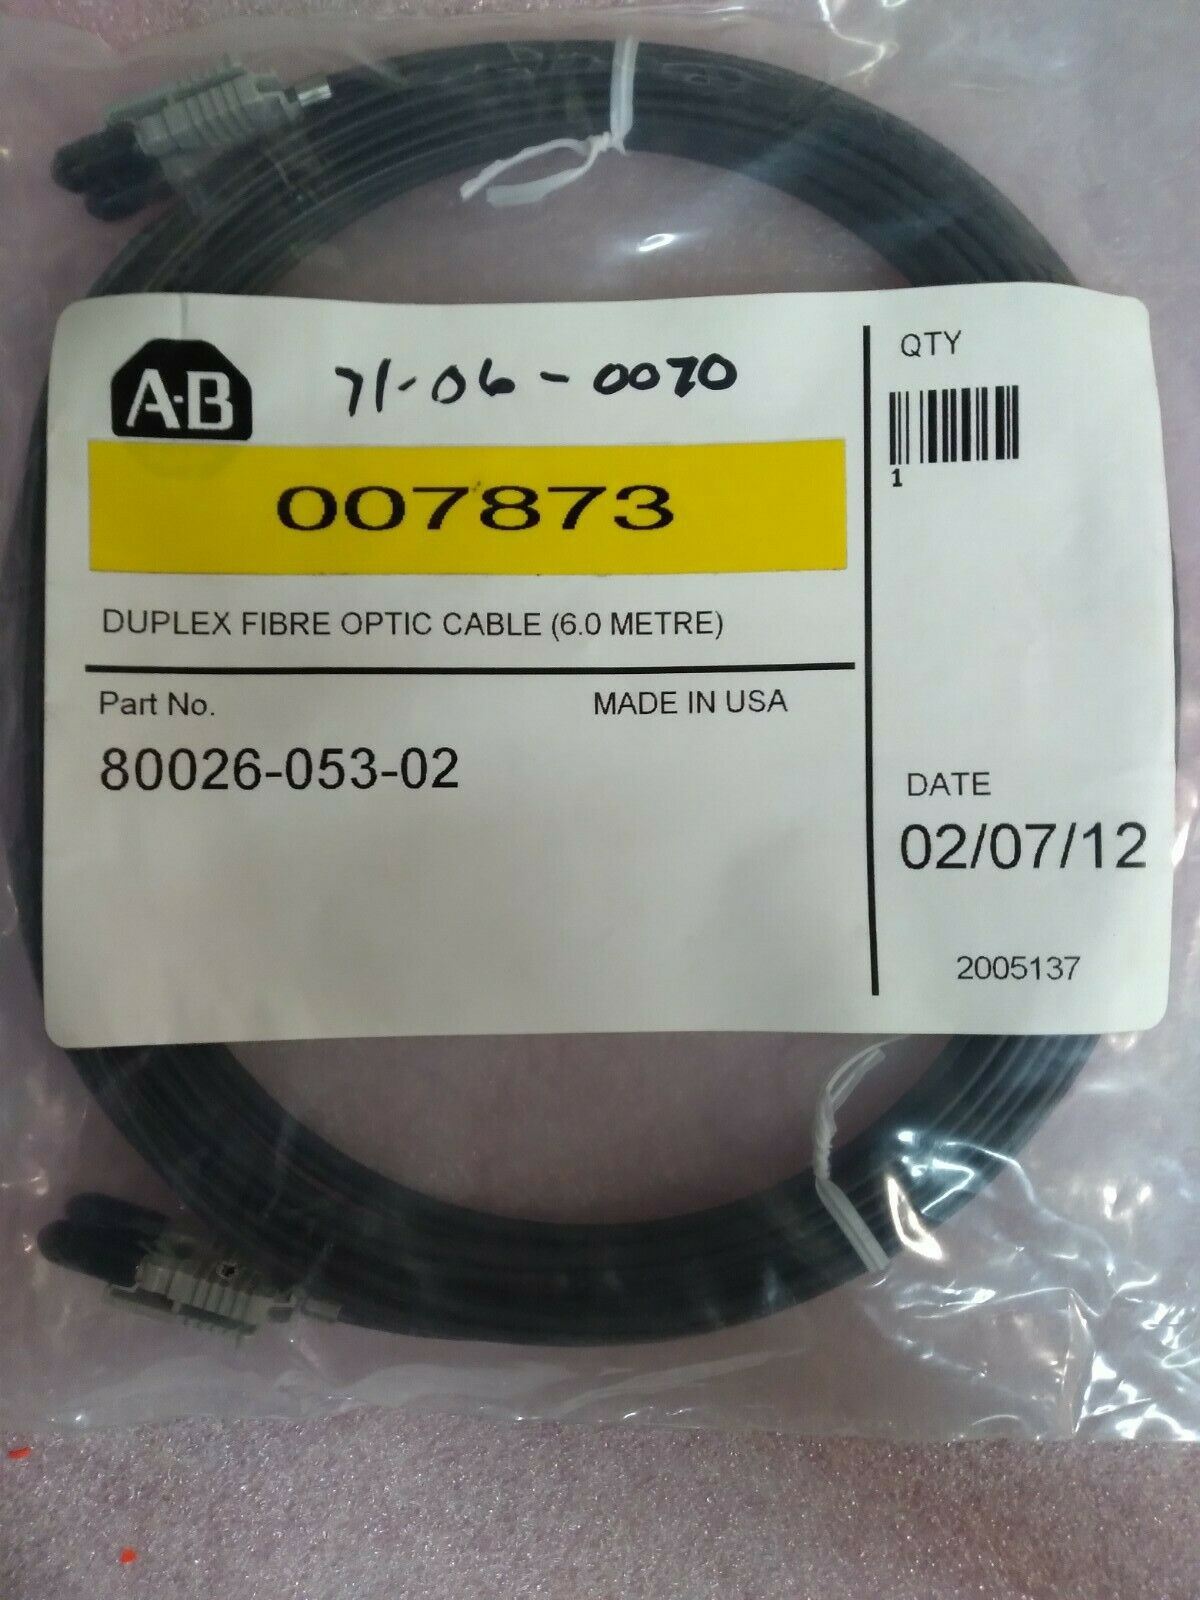 A-B
71-06-0070
007873
DUPLEX FIBRE OPTIC CABLE (6.0 METRE)
Part No.
MADE IN USA
80026-053-02
QTY
1
DATE
02/07/12
2005137